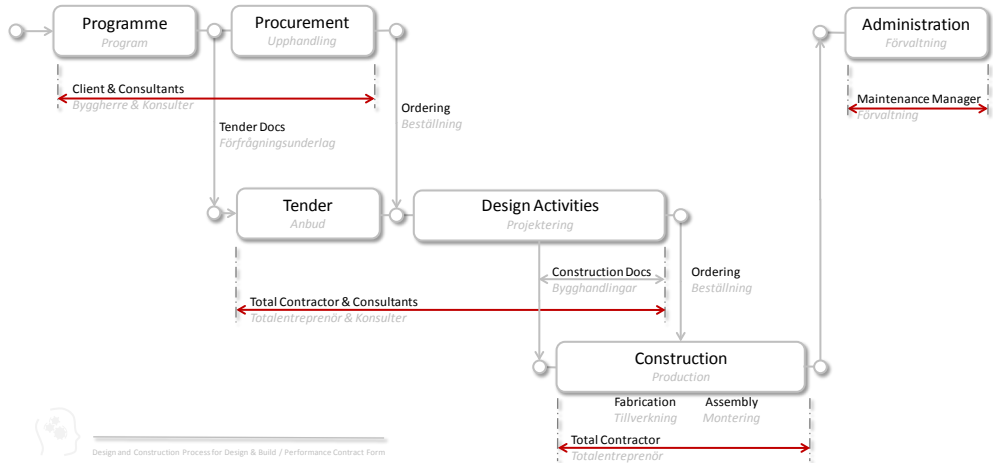 Programme
Program
Procurement
Upphandling
Administration
Förvaltning
Client & Consultants
Byggherre & Konsulter
Ordering
Beställning
Maintenance Manager
Förvaltning
Tender Docs
Förfrågningsunderlag
Tender
Anbud
Design Activities
Projektering
Construction Docs
Bygghandlingar
Ordering
Beställning
Total Contractor & Consultants
Totalentreprenör & Konsulter
Construction
Production
Fabrication
Tillverkning
Assembly
Montering
Total Contractor
Totalentreprenör
Design and Construction Process for Design & Build / Performance Contract Form